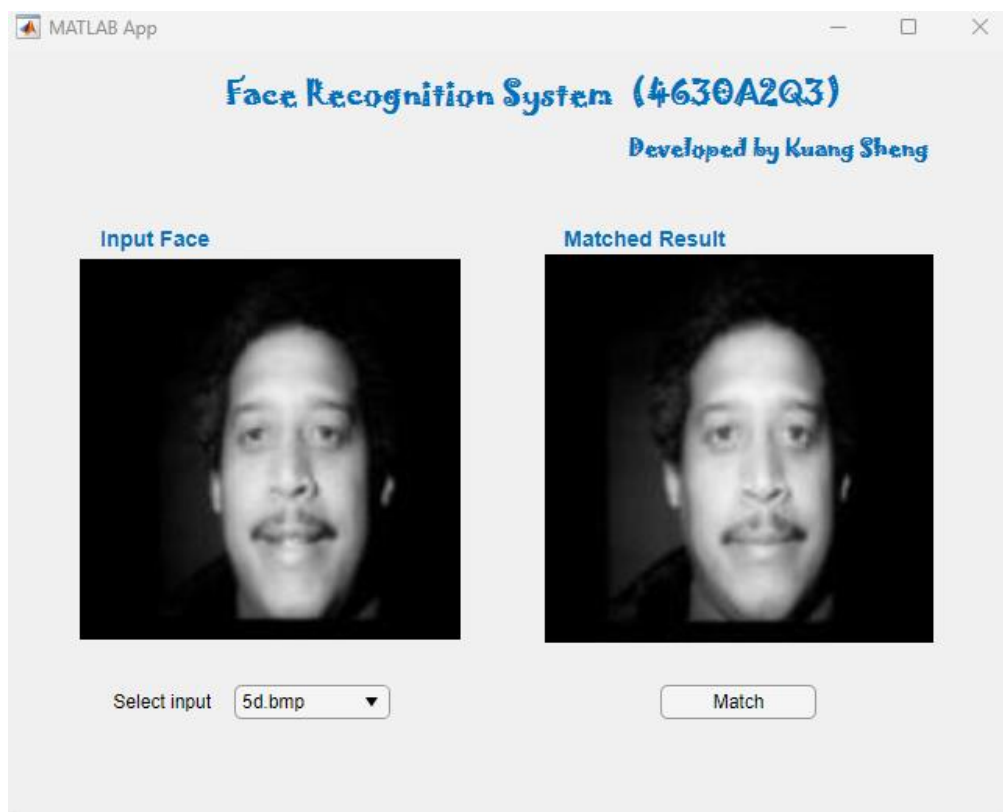 MATLAB App
Face Recognition System (4630A2Q3)
Developed by Kuang Sheng
Input Face
Matched Result
Select input
5d.bmp
Match